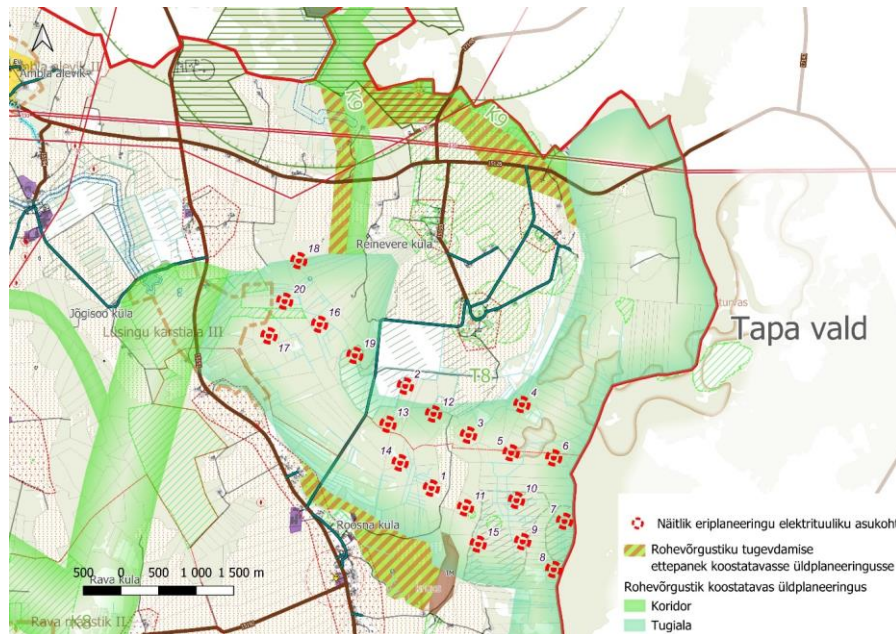 Ambla alevik
K9
K9
18
Reinevere küla
20
16
Jõgisoo küla
Lüsingu karstiala III
17
19
2
T8
Tapa vald
4
13
12
3
5
6
14
1
11
10
7
15
9
8
Roosna küla
Näitlik eriplaneeringu elektrituuliku asukoht
Rohevõrgustiku tugevdamise
ettepanek koostatavasse üldplaneeringusse
Rohevõrgustik koostatavas üldplaneeringus
Koridor
Tugiala
500 0 500 1 000 1 500 m
Rava küla